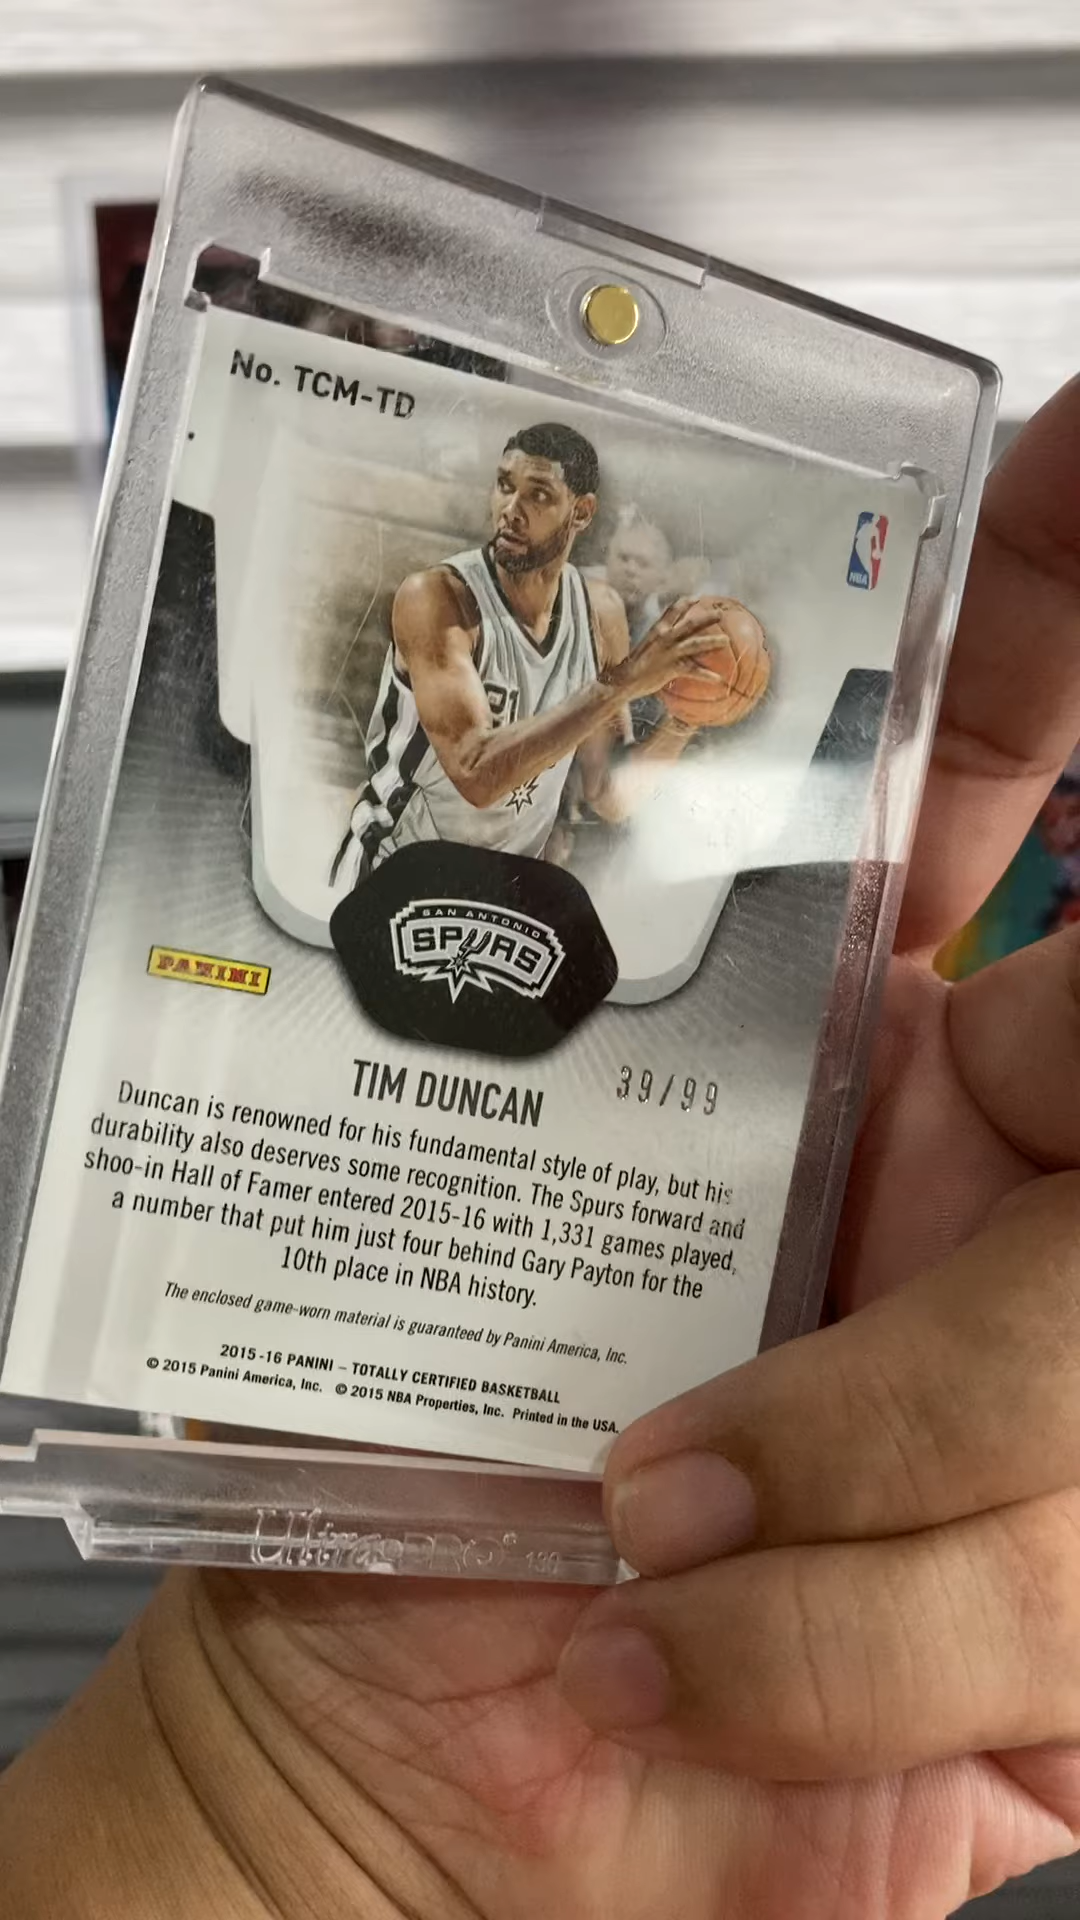 No. TCM-TD
NBA
21
SAN ANTONIO
SPURS
PANINI
TIM DUNCAN
39/99
Duncan is renowned for his fundamental style of play, but his
durability also deserves some recognition. The Spurs forward and
shoo-in Hall of Famer entered 2015-16 with 1,331 games played,
a number that put him just four behind Gary Payton for the
10th place in NBA history.
The enclosed game-worn material is guaranteed by Panini America, Inc.
2015-16 PANINI – TOTALLY CERTIFIED BASKETBALL
© 2015 Panini America, Inc. © 2015 NBA Properties, Inc. Printed in the USA.
Ultra PRO® 130